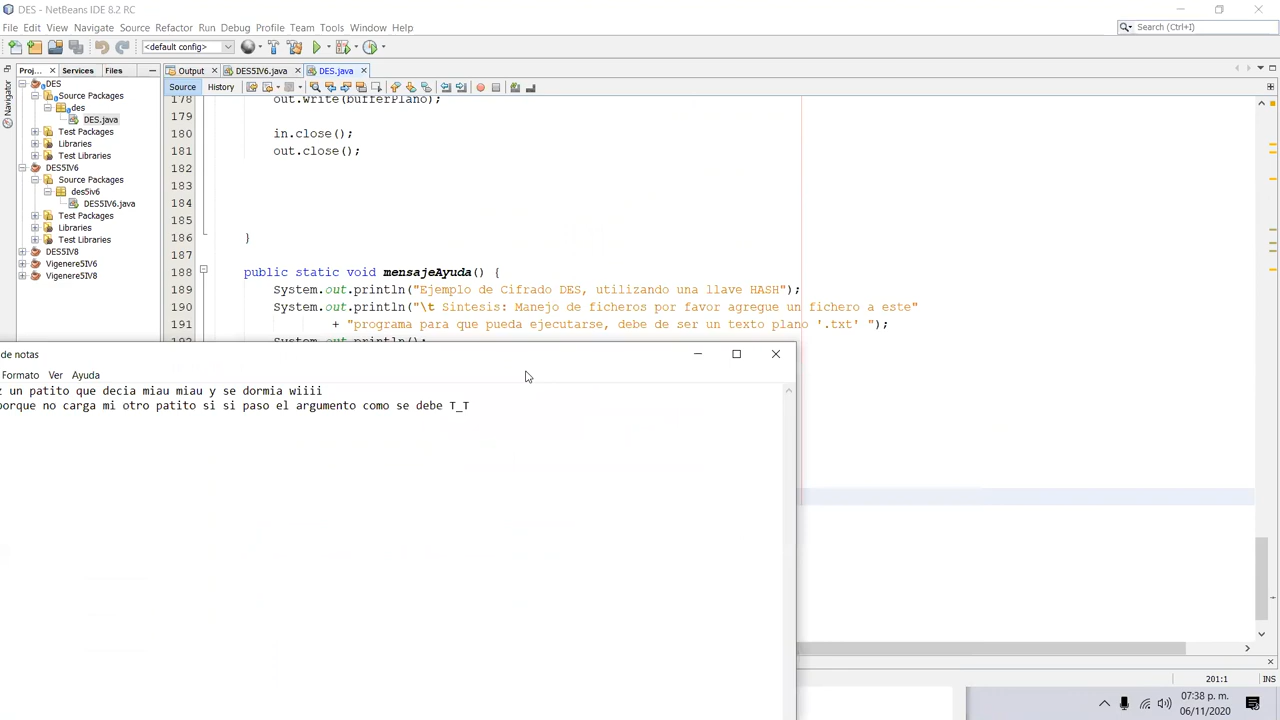 DES - NetBeans IDE 8.2 RC
File Edit View Navigate Source Refactor Run Debug Profile Team Tools Window Help
Search (Ctrl+I)
<default config>
Proj... Services Files
Output DES5IV6.java DES.java
Source History
Navigator
DES
Source Packages
des
DES.java
Test Packages
Libraries
Test Libraries
DES5IV6
Source Packages
des5iv6
DES5IV6.java
Test Packages
Libraries
Test Libraries
DES5IV8
Vigenere5IV6
Vigenere5IV8
178 out.write(bufferPlano);
179
180 in.close();
181 out.close();
182
183
184
185
186 }
187
188 public static void mensajeAyuda() {
189 System.out.println("Ejemplo de Cifrado DES, utilizando una llave HASH");
190 System.out.println("\t Sintesis: Manejo de ficheros por favor agregue un fichero a este"
191 + "programa para que pueda ejecutarse, debe de ser un texto plano '.txt' ");
192 System.out.println();
de notas
Formato Ver Ayuda
z un patito que decia miau miau y se dormia wiiii
porque no carga mi otro patito si si paso el argumento como se debe T_T
201:1 INS
07:38 p. m.
06/11/2020